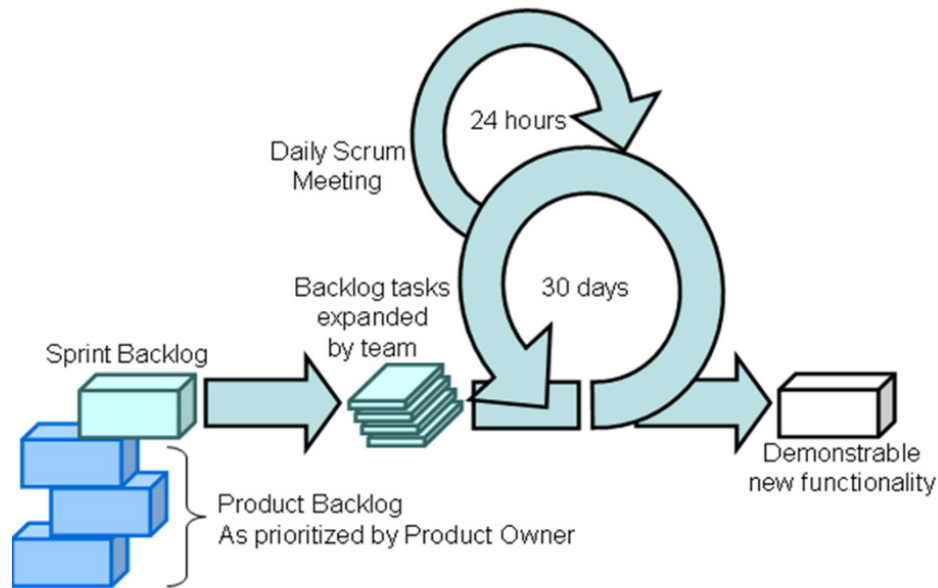 24 hours
Daily Scrum
Meeting
30 days
Backlog tasks
expanded
by team
Sprint Backlog
Demonstrable
new functionality
Product Backlog
As prioritized by Product Owner